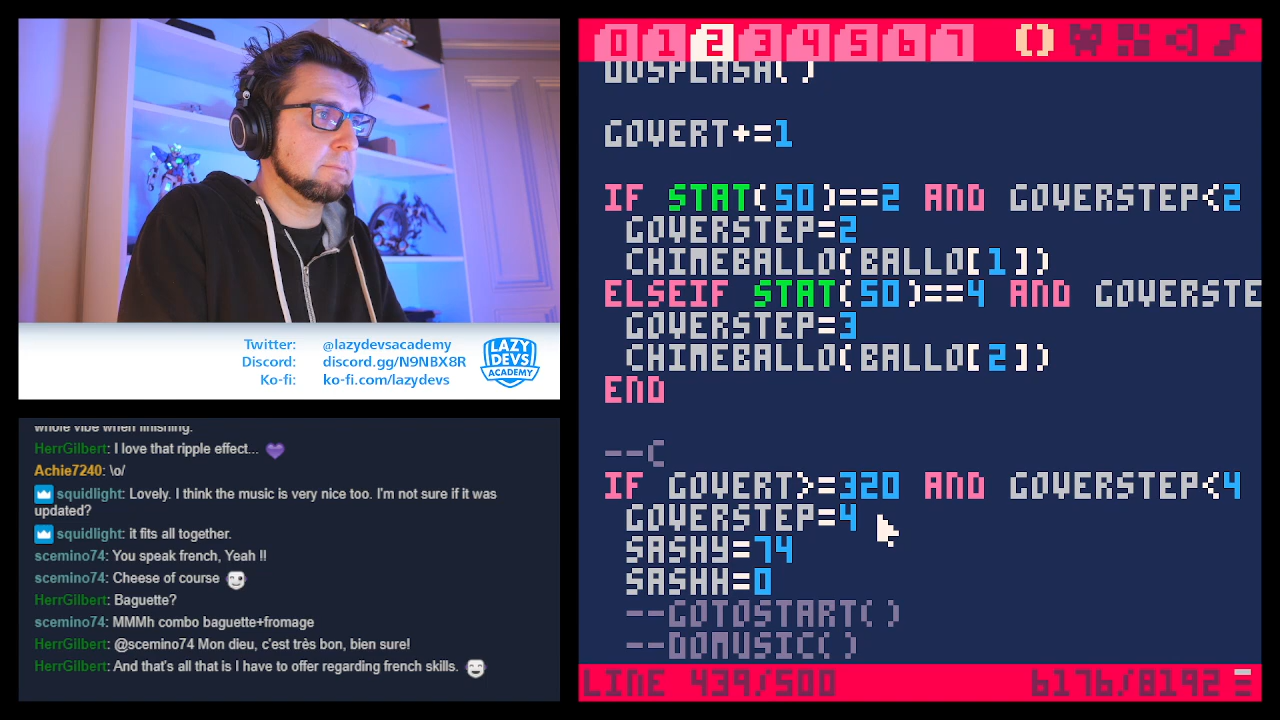 Twitter: @lazydevsacademy
Discord: discord.gg/N9NBX8R
Ko-fi: ko-fi.com/lazydevs
LAZY
DEVS
ACADEMY
whole vibe when finishing.
HerrGilbert: I love that ripple effect...
Achie7240: \o/
squidlight: Lovely. I think the music is very nice too. I'm not sure if it was
updated?
squidlight: it fits all together.
scemino74: You speak french, Yeah !!
scemino74: Cheese of course
HerrGilbert: Baguette?
scemino74: MMMh combo baguette+fromage
HerrGilbert: @scemino74 Mon dieu, c'est très bon, bien sure!
HerrGilbert: And that's all that is I have to offer regarding french skills.
0 1 2 3 4 5 6 7 ()
GOVERT+=1
IF STAT(50)==2 AND GOVERSTEP<2
GOVERSTEP=2
CHIMEBALLO(BALLO[1])
ELSEIF STAT(50)==4 AND GOVERSTE
GOVERSTEP=3
CHIMEBALLO(BALLO[2])
END
--C
IF GOVERT>=320 AND GOVERSTEP<4
GOVERSTEP=4
SASHY=74
SASHH=0
--GOTOSTART()
--DOMUSIC()
LINE 439/500 6176/8192